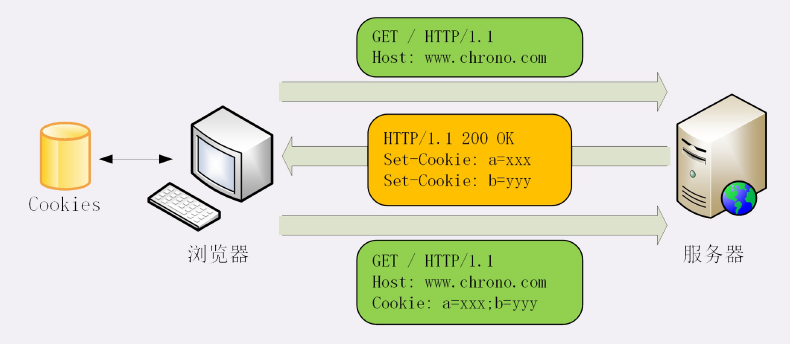 GET / HTTP/1.1
Host: www.chrono.com
HTTP/1.1 200 OK
Set-Cookie: a=xxx
Set-Cookie: b=yyy
Cookies
浏览器
服务器
GET / HTTP/1.1
Host: www.chrono.com
Cookie: a=xxx;b=yyy